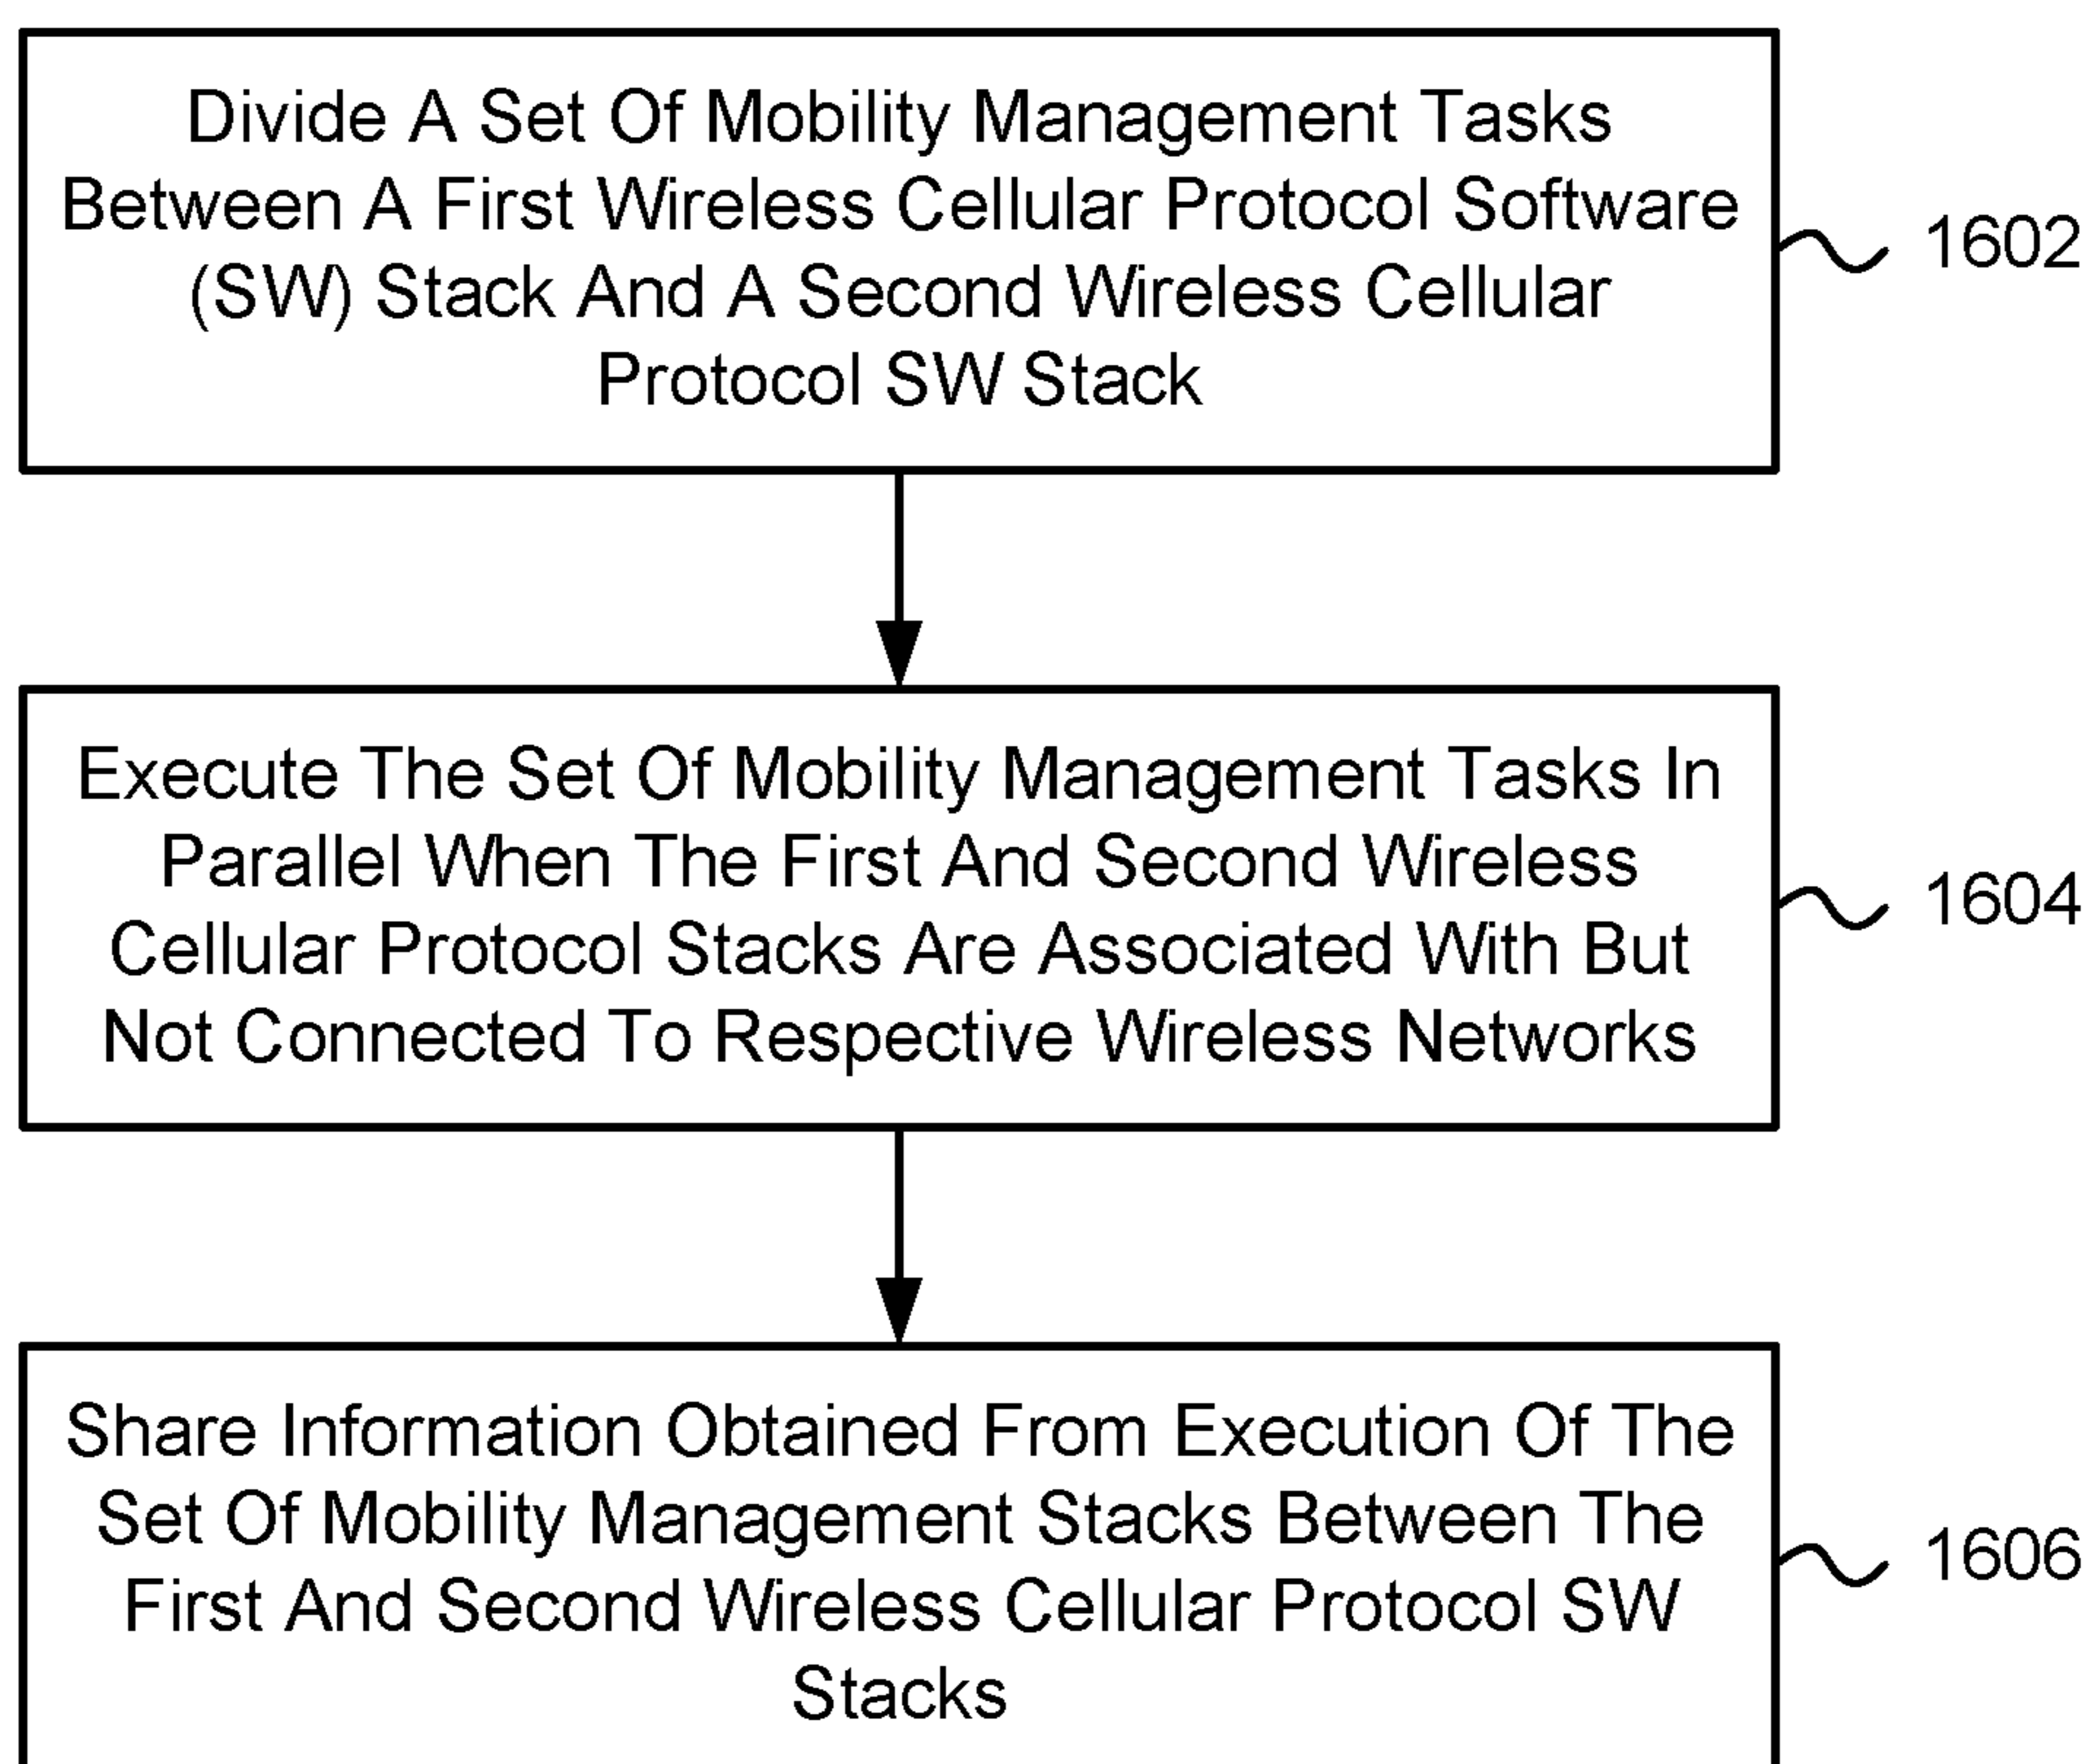 Divide A Set Of Mobility Management Tasks
Between A First Wireless Cellular Protocol Software
(SW) Stack And A Second Wireless Cellular
Protocol SW Stack
1602
Execute The Set Of Mobility Management Tasks In
Parallel When The First And Second Wireless
Cellular Protocol Stacks Are Associated With But
Not Connected To Respective Wireless Networks
1604
Share Information Obtained From Execution Of The
Set Of Mobility Management Stacks Between The
First And Second Wireless Cellular Protocol SW
Stacks
1606